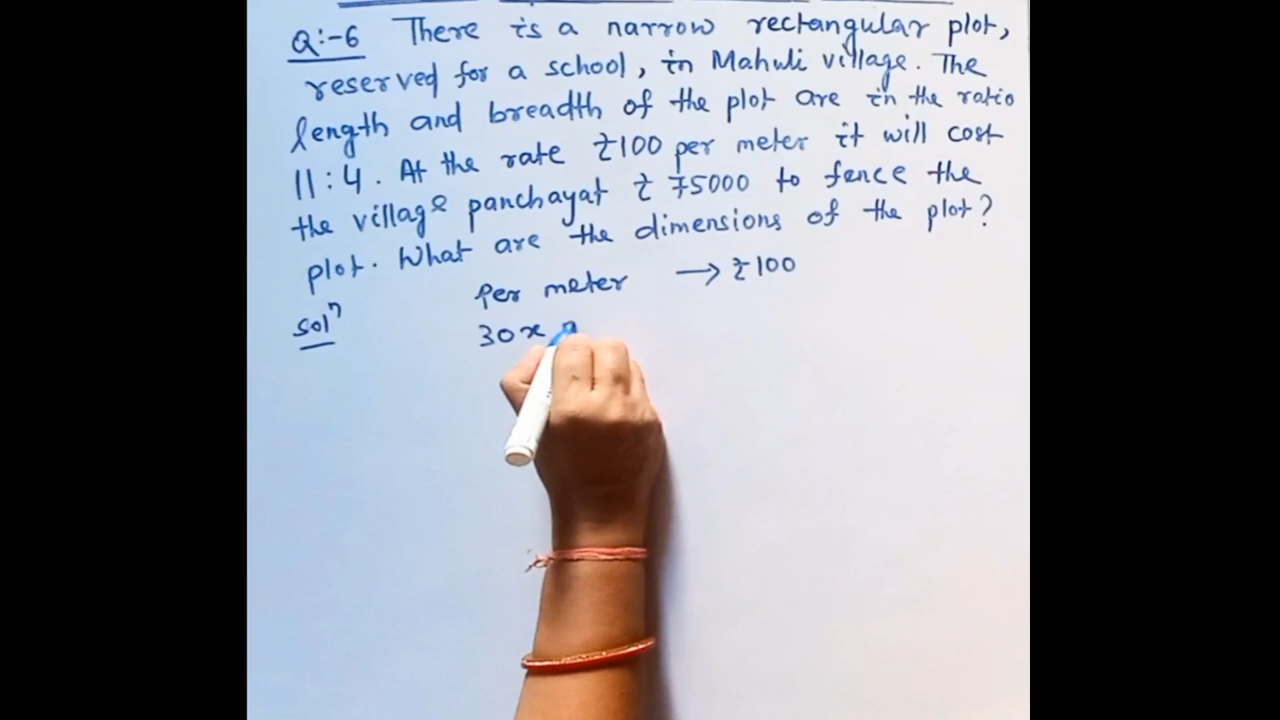 Q:-6 There is a narrow rectangular plot,
reserved for a school, in Mahuli village. The
length and breadth of the plot are in the ratio
11:4. At the rate ₹100 per meter it will cost
the village panchayat ₹ 75000 to fence the
plot. What are the dimensions of the plot?
Solⁿ Per meter → ₹100
30x